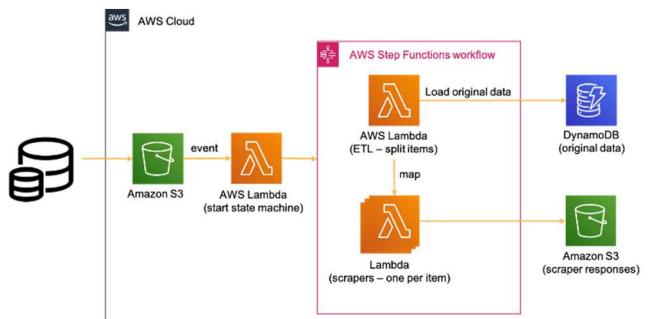 aws
AWS Cloud
AWS Step Functions workflow
Load original data
AWS Lambda
(ETL – split items)
DynamoDB
(original data)
event
Amazon S3
AWS Lambda
(start state machine)
map
Lambda
(scrapers – one per item)
Amazon S3
(scraper responses)